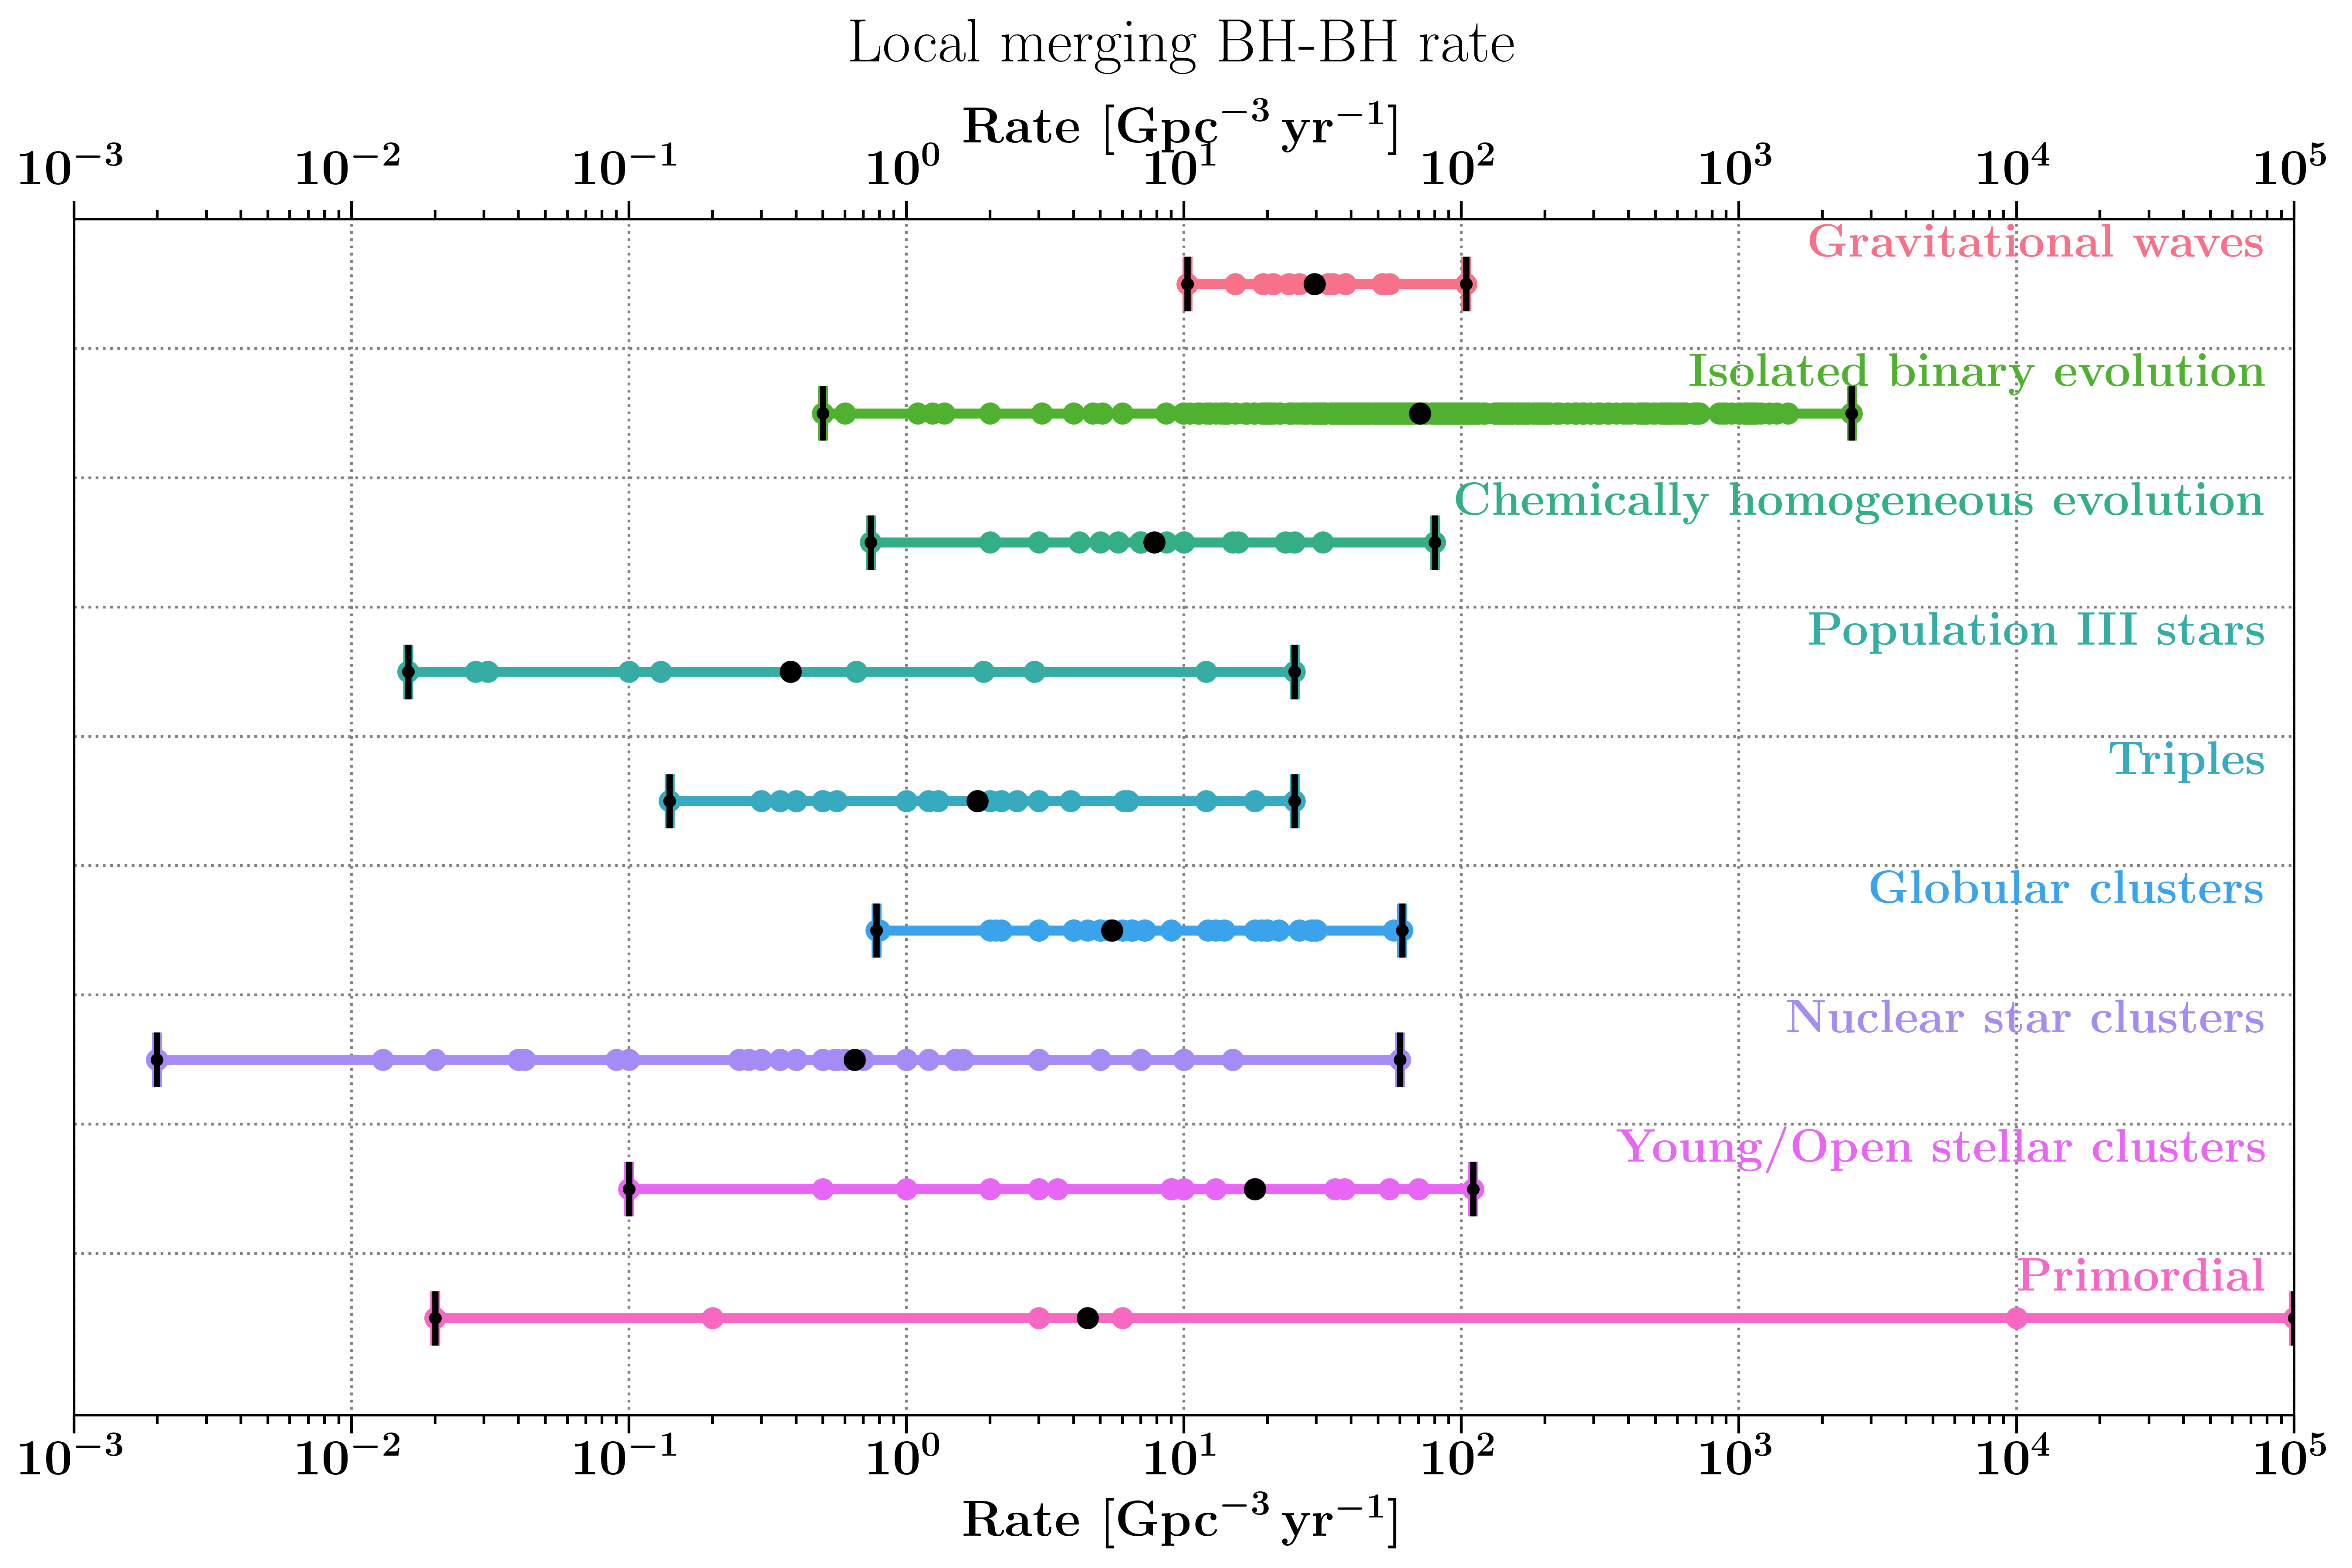 Local merging BH-BH rate
Rate [Gpc⁻³ yr⁻¹]
10⁻³ 10⁻² 10⁻¹ 10⁰ 10¹ 10² 10³ 10⁴ 10⁵
Gravitational waves
Isolated binary evolution
Chemically homogeneous evolution
Population III stars
Triples
Globular clusters
Nuclear star clusters
Young/Open stellar clusters
Primordial
10⁻³ 10⁻² 10⁻¹ 10⁰ 10¹ 10² 10³ 10⁴ 10⁵
Rate [Gpc⁻³ yr⁻¹]